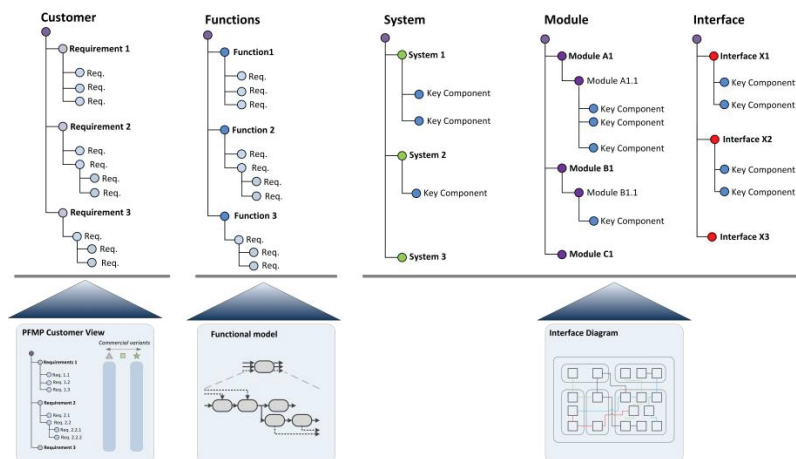 Customer
Requirement 1
Req.
Req.
Req.
Requirement 2
Req.
Req.
Req.
Req.
Requirement 3
Req.
Req.
Req.
Functions
Function1
Req.
Req.
Req.
Function 2
Req.
Req.
Req.
Req.
Function 3
Req.
Req.
Req.
System
System 1
Key Component
Key Component
System 2
Key Component
System 3
Module
Module A1
Module A1.1
Key Component
Key Component
Key Component
Module B1
Module B1.1
Key Component
Module C1
Interface
Interface X1
Key Component
Key Component
Interface X2
Key Component
Key Component
Interface X3
PFMP Customer View
Commercial variants
Requirements 1
Req. 1.1
Req. 1.2
Req. 1.3
Requirement 2
Req. 2.1
Req. 2.2
Req. 2.2.1
Req. 2.2.2
Requirement 3
Functional model
Interface Diagram